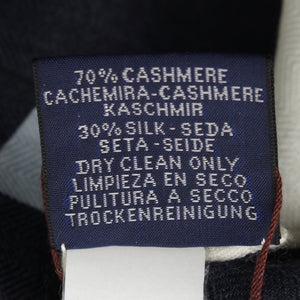 70% CASHMERE
CACHEMIRA-CASHMERE
KASCHMIR
30% SILK-SEDA
SETA-SEIDE
DRY CLEAN ONLY
LIMPIEZA EN SECO
PULITURA A SECCO
TROCKENREINIGUNG